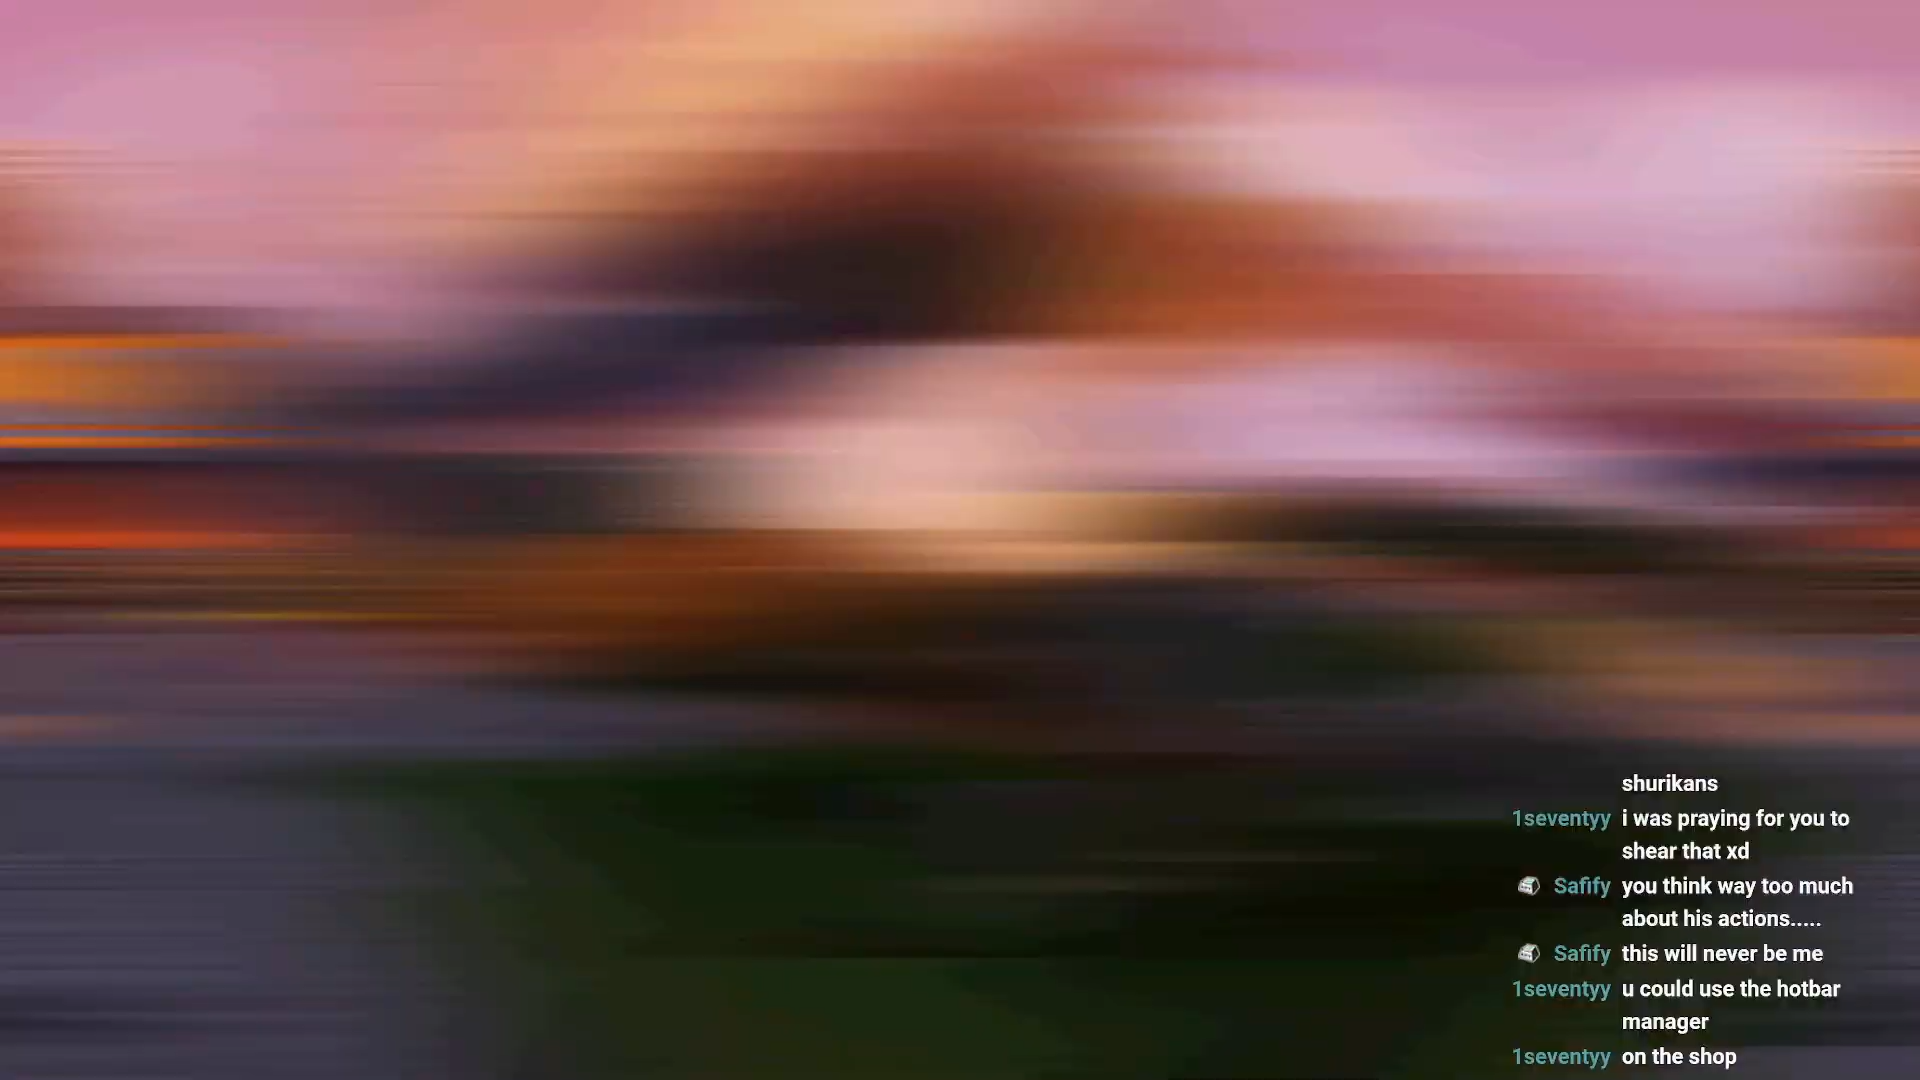 shurikans
1seventyy i was praying for you to
shear that xd
Safify you think way too much
about his actions.....
Safify this will never be me
1seventyy u could use the hotbar
manager
1seventyy on the shop